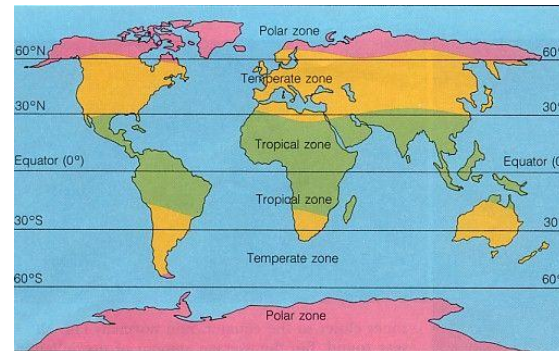 Polar zone
60°N
60°
Temperate zone
30°N
30
Tropical zone
Equator (0°)
Equator (0
Tropical zone
30°S
30°
Temperate zone
60°S
60°
Polar zone